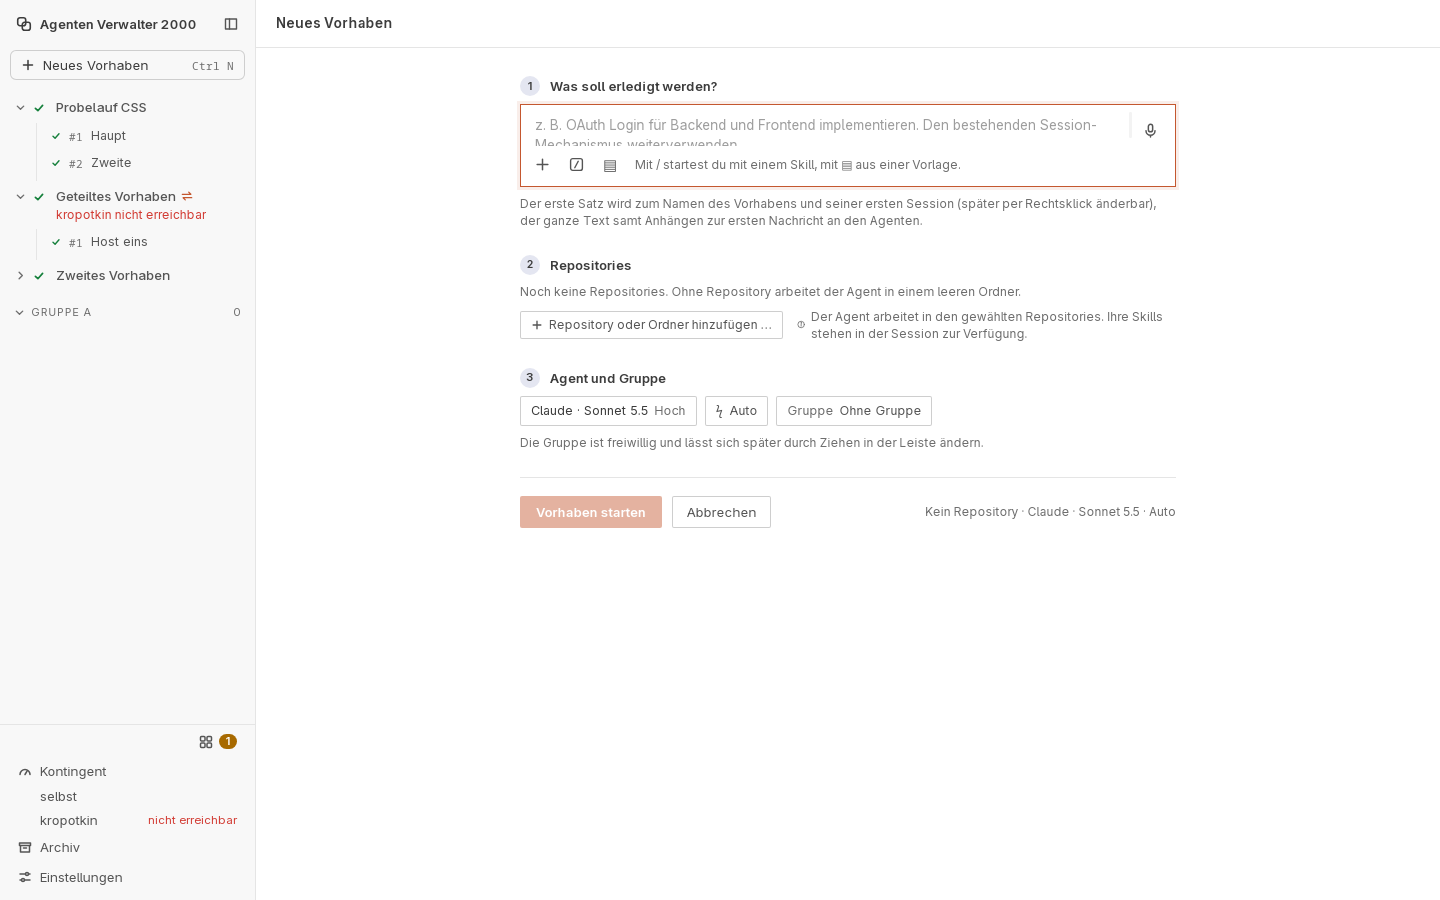 Agenten Verwalter 2000
Neues Vorhaben Ctrl N
Probelauf CSS
#1 Haupt
#2 Zweite
Geteiltes Vorhaben
kropotkin nicht erreichbar
#1 Host eins
Zweites Vorhaben
GRUPPE A 0
1
Kontingent
selbst
kropotkin nicht erreichbar
Archiv
Einstellungen
Neues Vorhaben
1 Was soll erledigt werden?
z. B. OAuth Login für Backend und Frontend implementieren. Den bestehenden Session-
Mechanismus weiterverwenden
Mit / startest du mit einem Skill, mit ▤ aus einer Vorlage.
Der erste Satz wird zum Namen des Vorhabens und seiner ersten Session (später per Rechtsklick änderbar),
der ganze Text samt Anhängen zur ersten Nachricht an den Agenten.
2 Repositories
Noch keine Repositories. Ohne Repository arbeitet der Agent in einem leeren Ordner.
Repository oder Ordner hinzufügen …
Der Agent arbeitet in den gewählten Repositories. Ihre Skills
stehen in der Session zur Verfügung.
3 Agent und Gruppe
Claude · Sonnet 5.5 Hoch
Auto
Gruppe Ohne Gruppe
Die Gruppe ist freiwillig und lässt sich später durch Ziehen in der Leiste ändern.
Vorhaben starten
Abbrechen
Kein Repository · Claude · Sonnet 5.5 · Auto